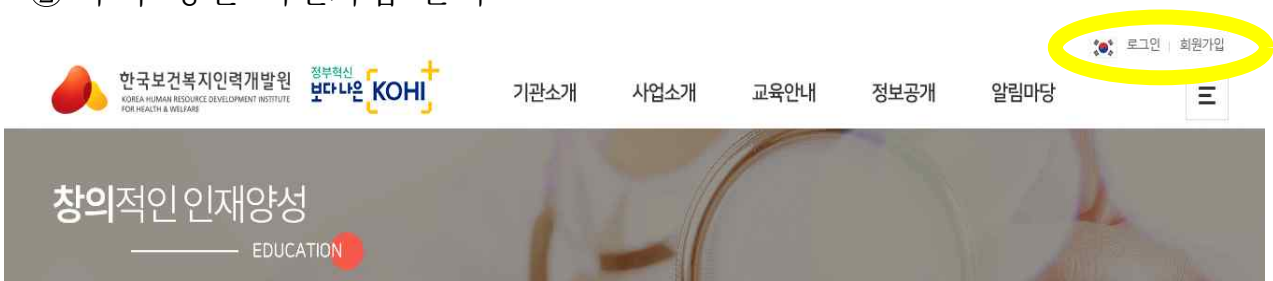 로그인 | 회원가입
한국보건복지인력개발원
KOREA HUMAN RESOURCE DEVELOPMENT INSTITUTE
FOR HEALTH & WELFARE
정부혁신
보다나은 KOHI
기관소개 사업소개 교육안내 정보공개 알림마당
창의적인 인재양성
EDUCATION